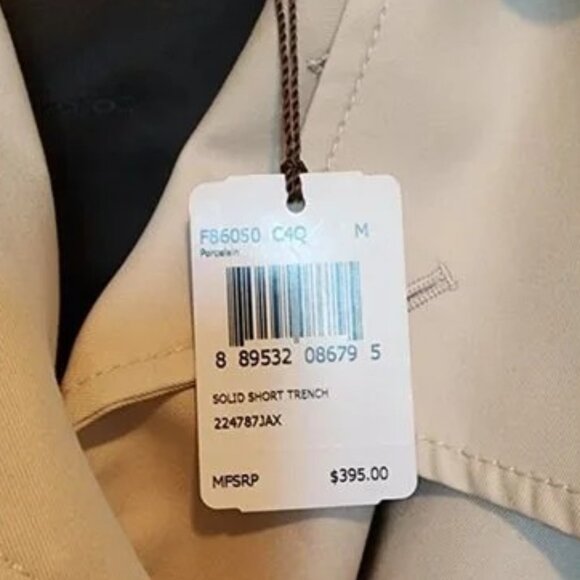 F86050 C4Q M
Porcelain
8 89532 08679 5
SOLID SHORT TRENCH
224787JAX
MFSRP $395.00